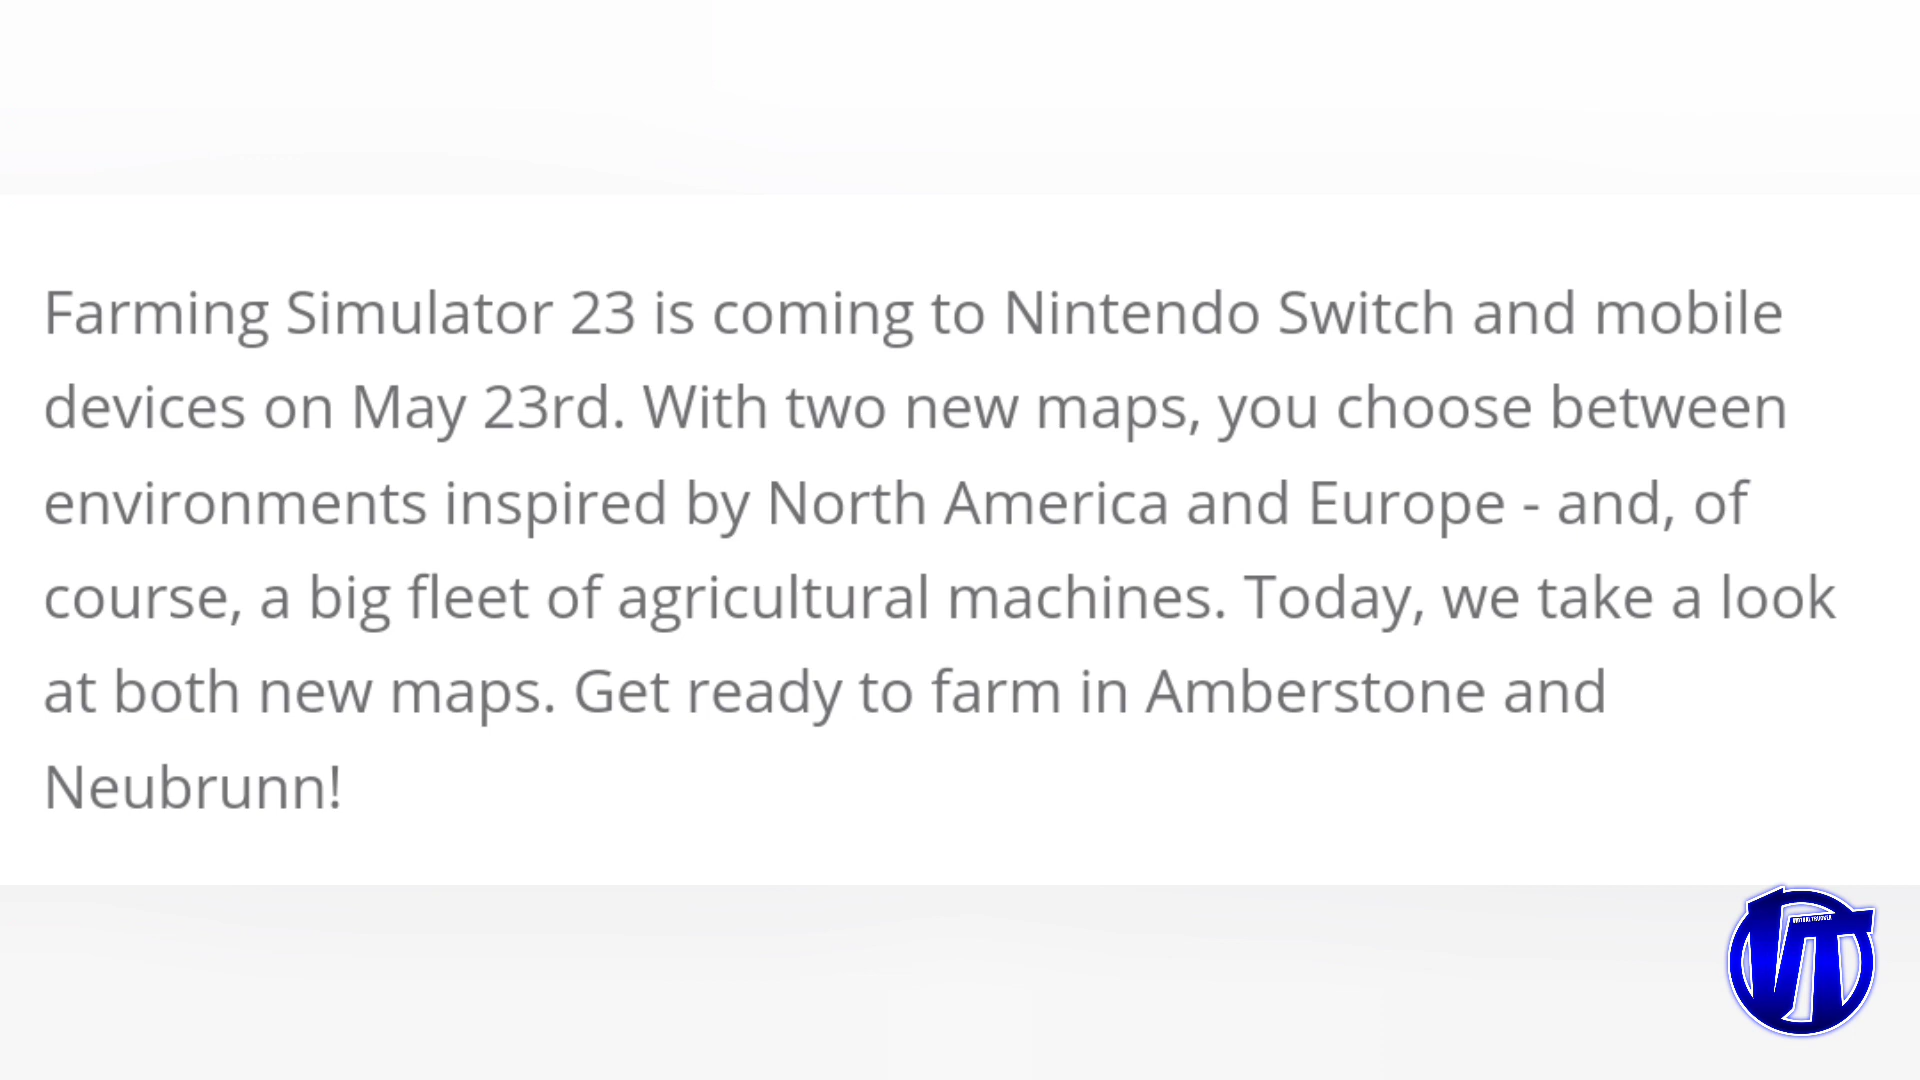 Farming Simulator 23 is coming to Nintendo Switch and mobile
devices on May 23rd. With two new maps, you choose between
environments inspired by North America and Europe - and, of
course, a big fleet of agricultural machines. Today, we take a look
at both new maps. Get ready to farm in Amberstone and
Neubrunn!
VT